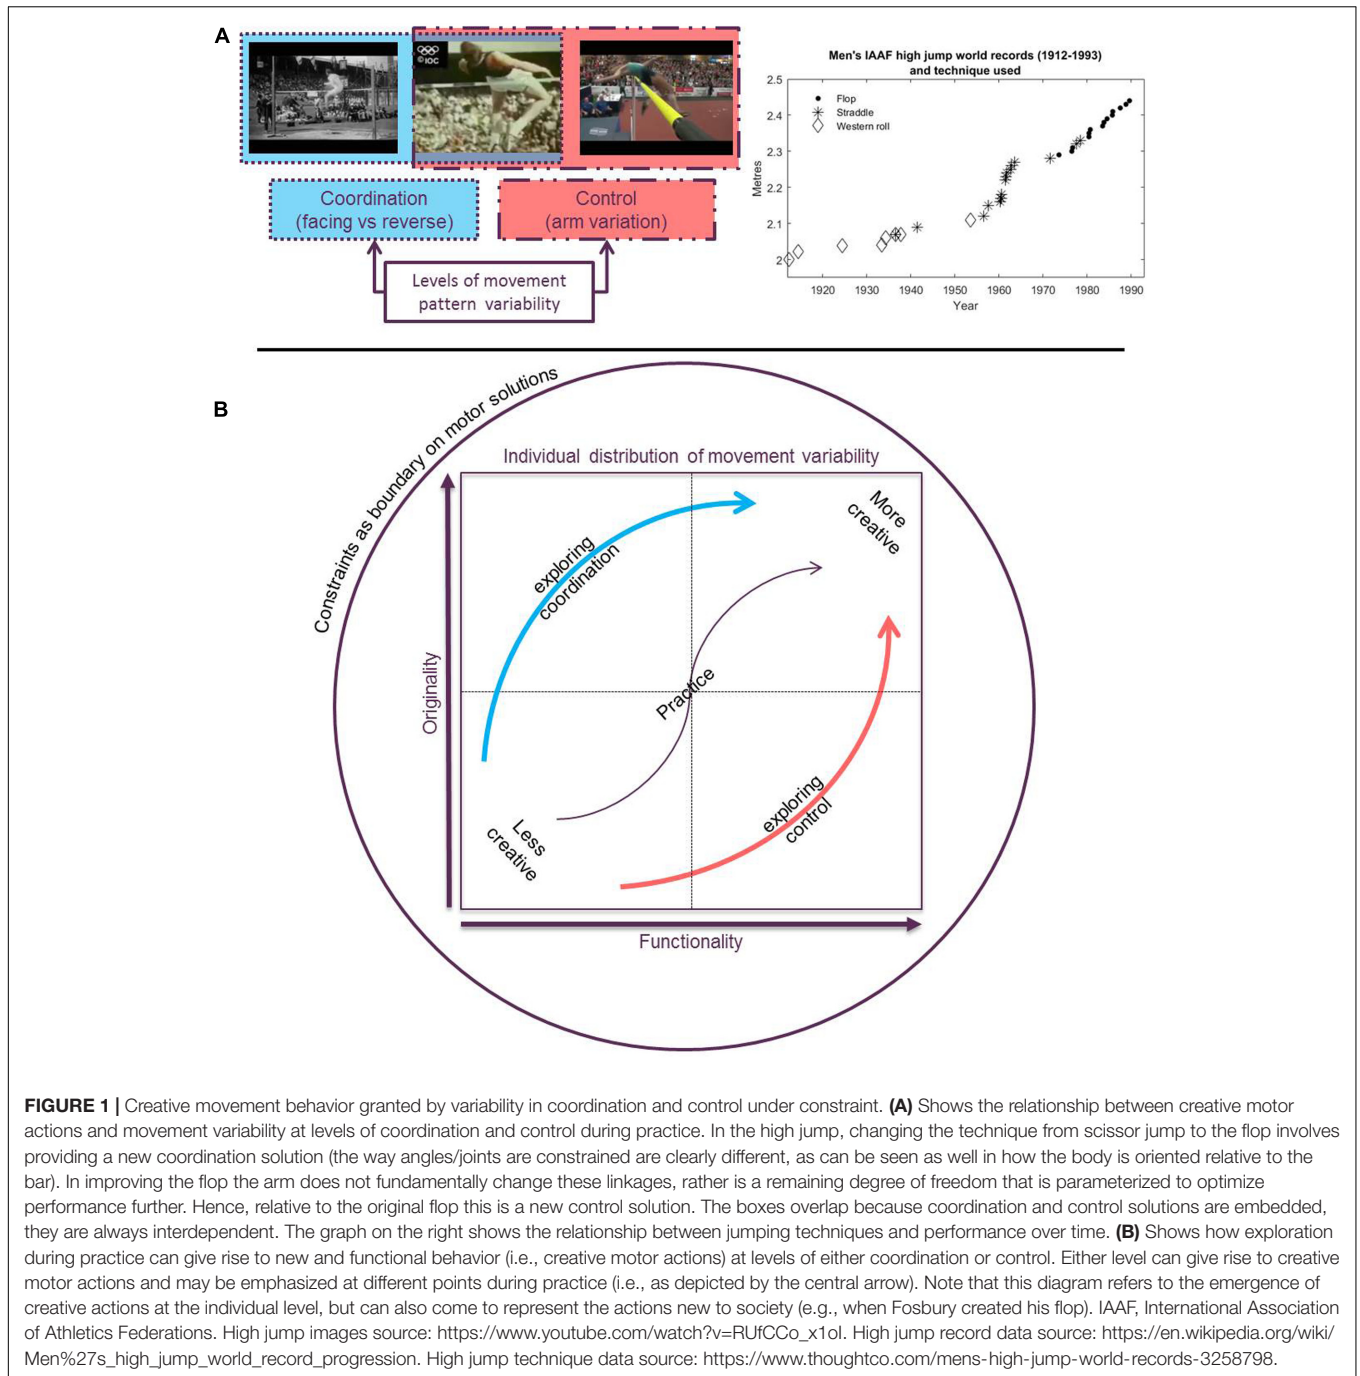 A
©IOC
Coordination
(facing vs reverse)
Control
(arm variation)
Levels of movement
pattern variability
Men's IAAF high jump world records (1912-1993)
and technique used
Flop
Straddle
Western roll
Metres
2.5
2.4
2.3
2.2
2.1
2
1920 1930 1940 1950 1960 1970 1980 1990
Year
B
Constraints as boundary on motor solutions
Individual distribution of movement variability
More
creative
exploring
coordination
Practice
Originality
exploring
control
Less
creative
Functionality
FIGURE 1 | Creative movement behavior granted by variability in coordination and control under constraint. (A) Shows the relationship between creative motor
actions and movement variability at levels of coordination and control during practice. In the high jump, changing the technique from scissor jump to the flop involves
providing a new coordination solution (the way angles/joints are constrained are clearly different, as can be seen as well in how the body is oriented relative to the
bar). In improving the flop the arm does not fundamentally change these linkages, rather is a remaining degree of freedom that is parameterized to optimize
performance further. Hence, relative to the original flop this is a new control solution. The boxes overlap because coordination and control solutions are embedded,
they are always interdependent. The graph on the right shows the relationship between jumping techniques and performance over time. (B) Shows how exploration
during practice can give rise to new and functional behavior (i.e., creative motor actions) at levels of either coordination or control. Either level can give rise to creative
motor actions and may be emphasized at different points during practice (i.e., as depicted by the central arrow). Note that this diagram refers to the emergence of
creative actions at the individual level, but can also come to represent the actions new to society (e.g., when Fosbury created his flop). IAAF, International Association
of Athletics Federations. High jump images source: https://www.youtube.com/watch?v=RUfCCo_x1oI. High jump record data source: https://en.wikipedia.org/wiki/
Men%27s_high_jump_world_record_progression. High jump technique data source: https://www.thoughtco.com/mens-high-jump-world-records-3258798.